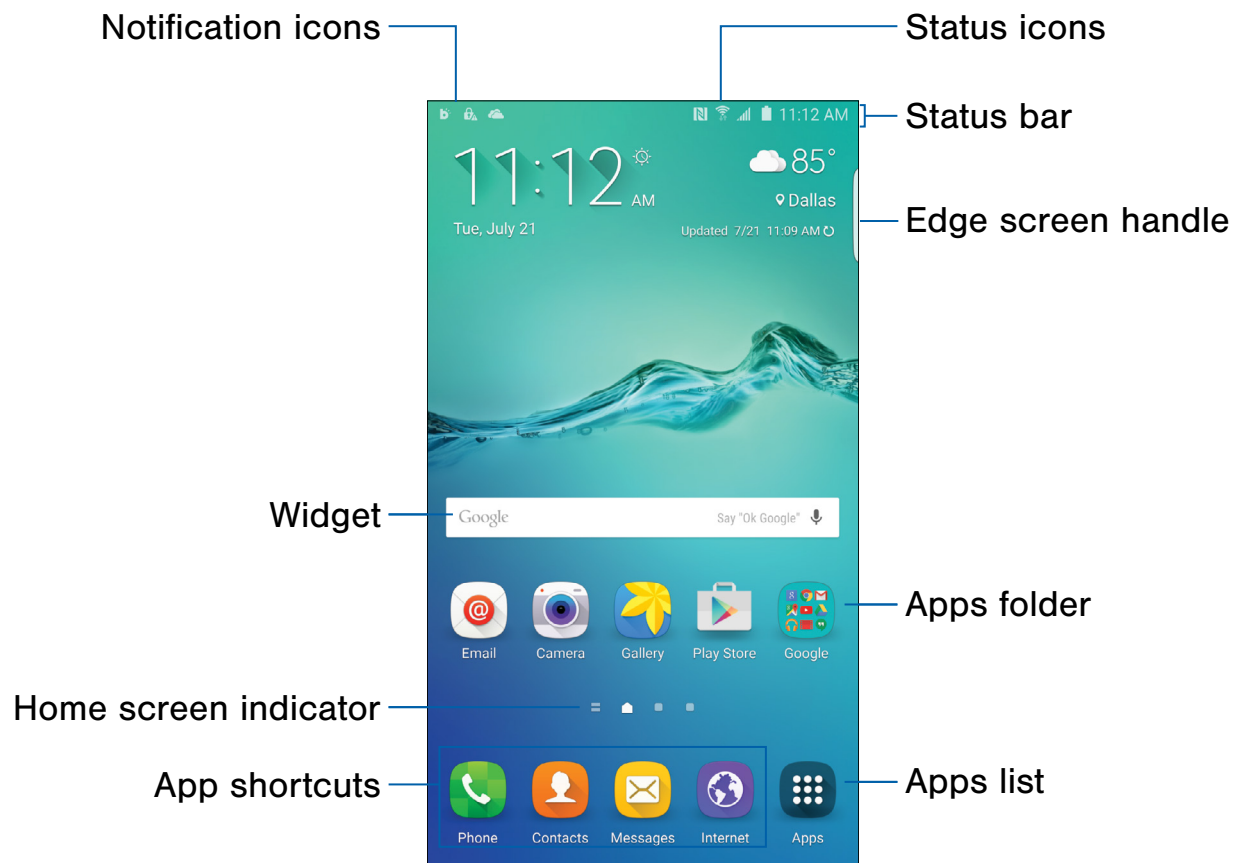 Notification icons
Status icons
11:12 AM
Status bar
11:12 AM
85°
Dallas
Tue, July 21
Updated 7/21 11:09 AM
Edge screen handle
Widget
Google
Say "Ok Google"
Apps folder
Email
Camera
Gallery
Play Store
Google
Home screen indicator
App shortcuts
Apps list
Phone
Contacts
Messages
Internet
Apps